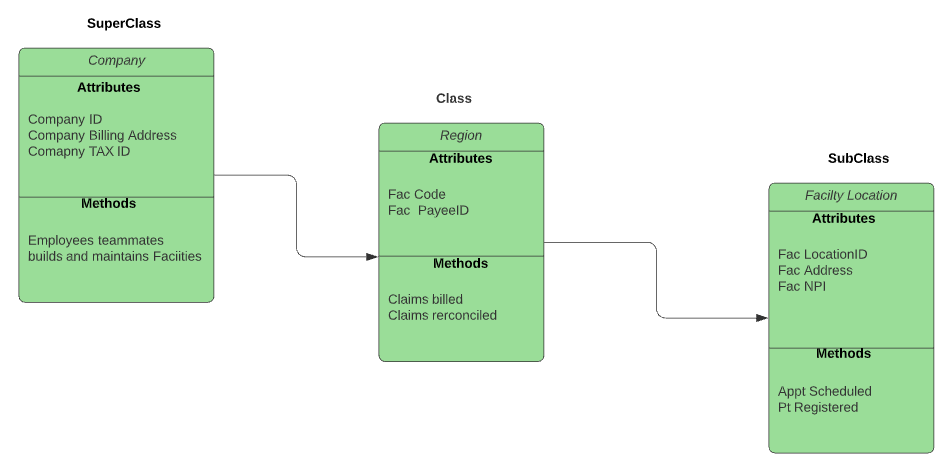 SuperClass
Company
Attributes
Company ID
Company Billing Address
Comapny TAX ID
Methods
Employees teammates
builds and maintains Faciities
Class
Region
Attributes
Fac Code
Fac PayeeID
Methods
Claims billed
Claims rerconciled
SubClass
Facilty Location
Attributes
Fac LocationID
Fac Address
Fac NPI
Methods
Appt Scheduled
Pt Registered